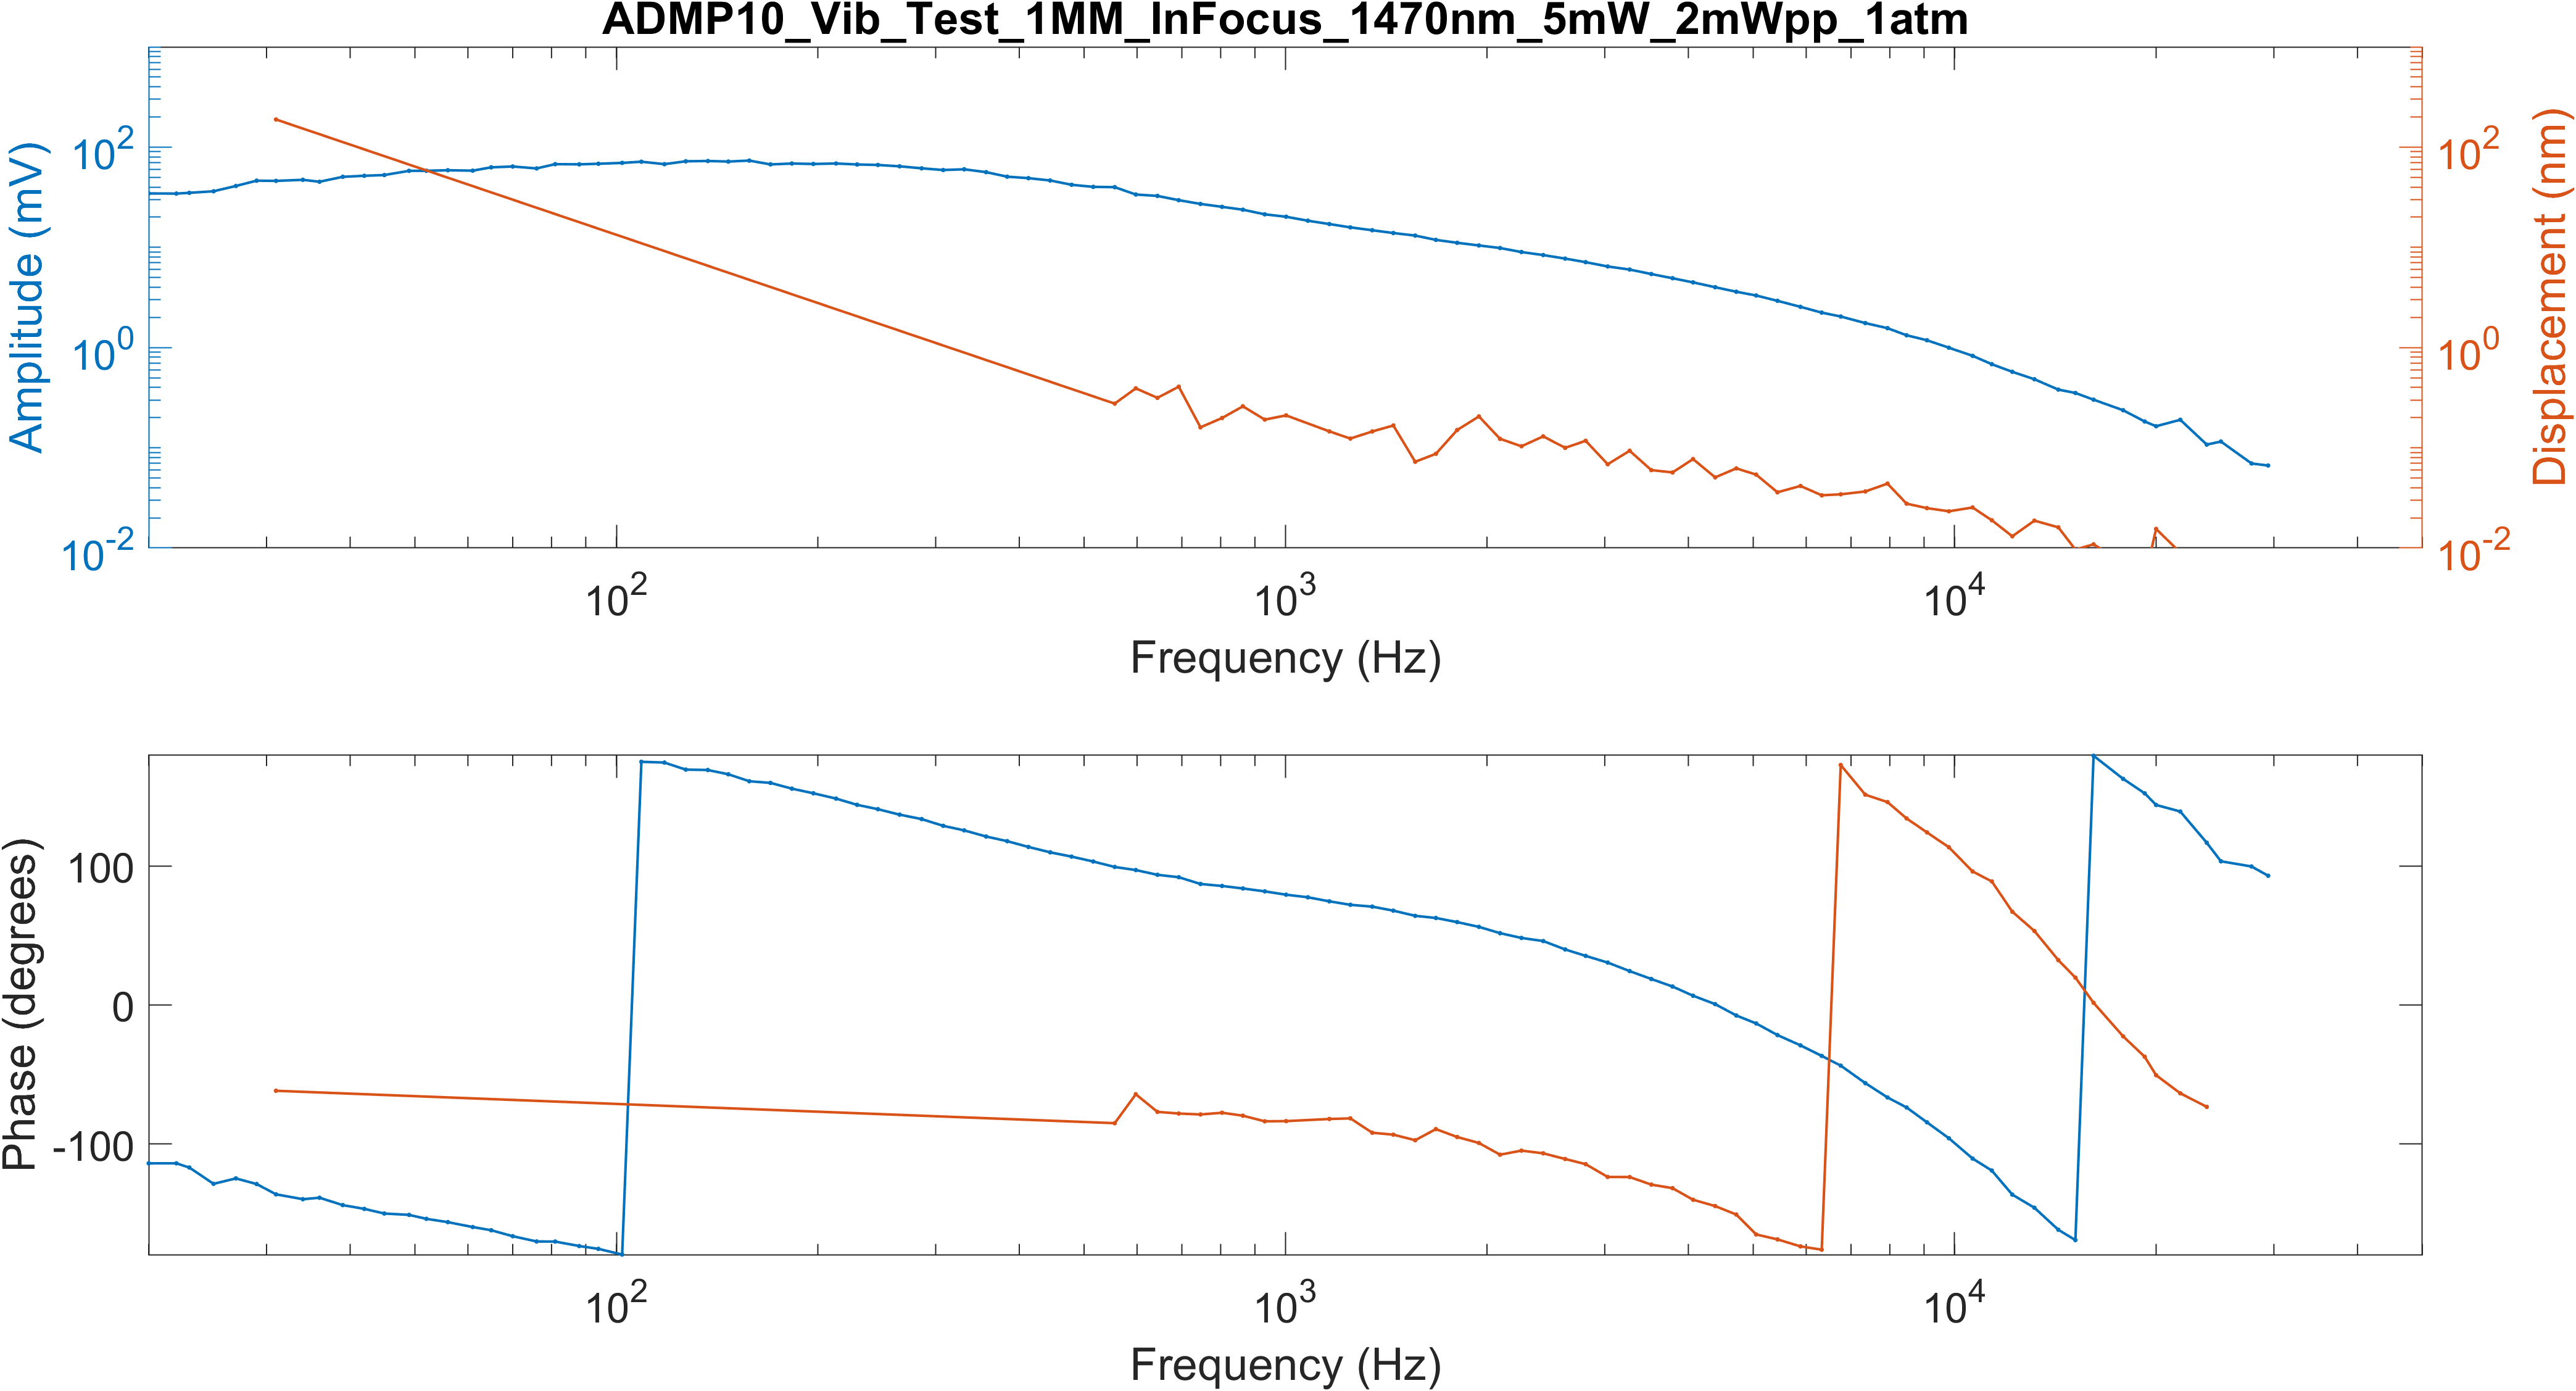 ADMP10_Vib_Test_1MM_InFocus_1470nm_5mW_2mWpp_1atm
Amplitude (mV)
10^2
10^0
10^-2
Displacement (nm)
10^2
10^0
10^-2
10^2
10^3
10^4
Frequency (Hz)
Phase (degrees)
100
0
-100
10^2
10^3
10^4
Frequency (Hz)